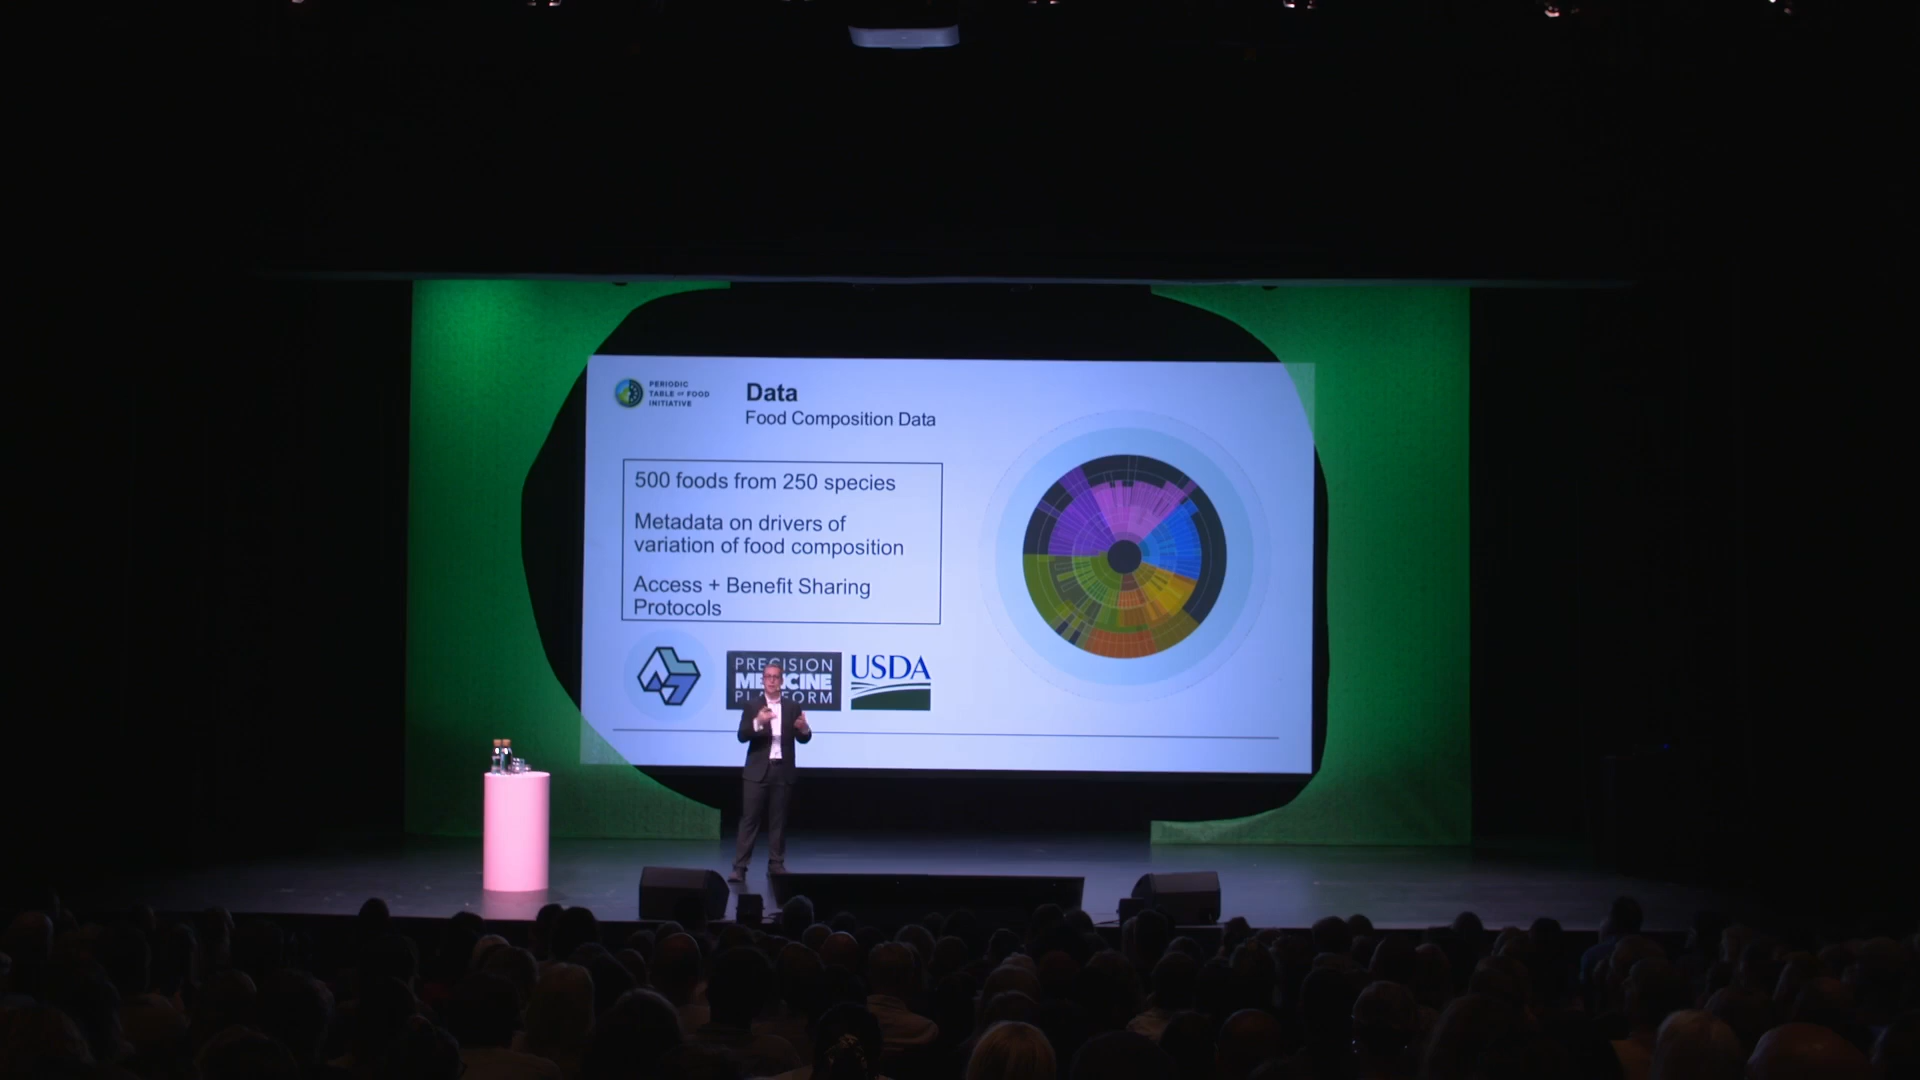 PERIODIC
TABLE OF FOOD
INITIATIVE
Data
Food Composition Data
500 foods from 250 species
Metadata on drivers of
variation of food composition
Access + Benefit Sharing
Protocols
PRECISION
MEDICINE
PLATFORM
USDA